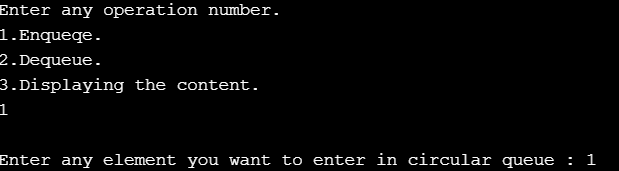 Enter any operation number.
1.Enqueqe.
2.Dequeue.
3.Displaying the content.
1
Enter any element you want to enter in circular queue : 1